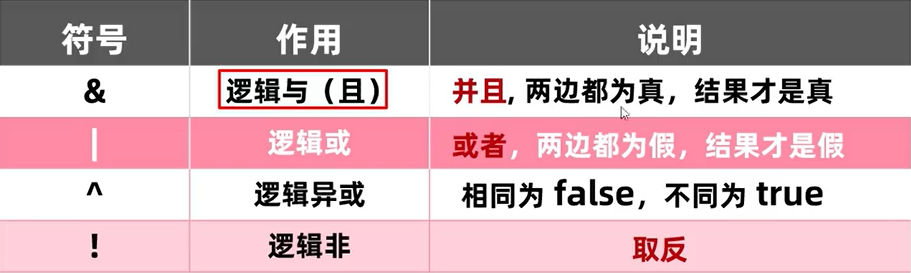 符号 作用 说明
& 逻辑与（且） 并且, 两边都为真，结果才是真
| 逻辑或 或者，两边都为假，结果才是假
^ 逻辑异或 相同为 false，不同为 true
! 逻辑非 取反